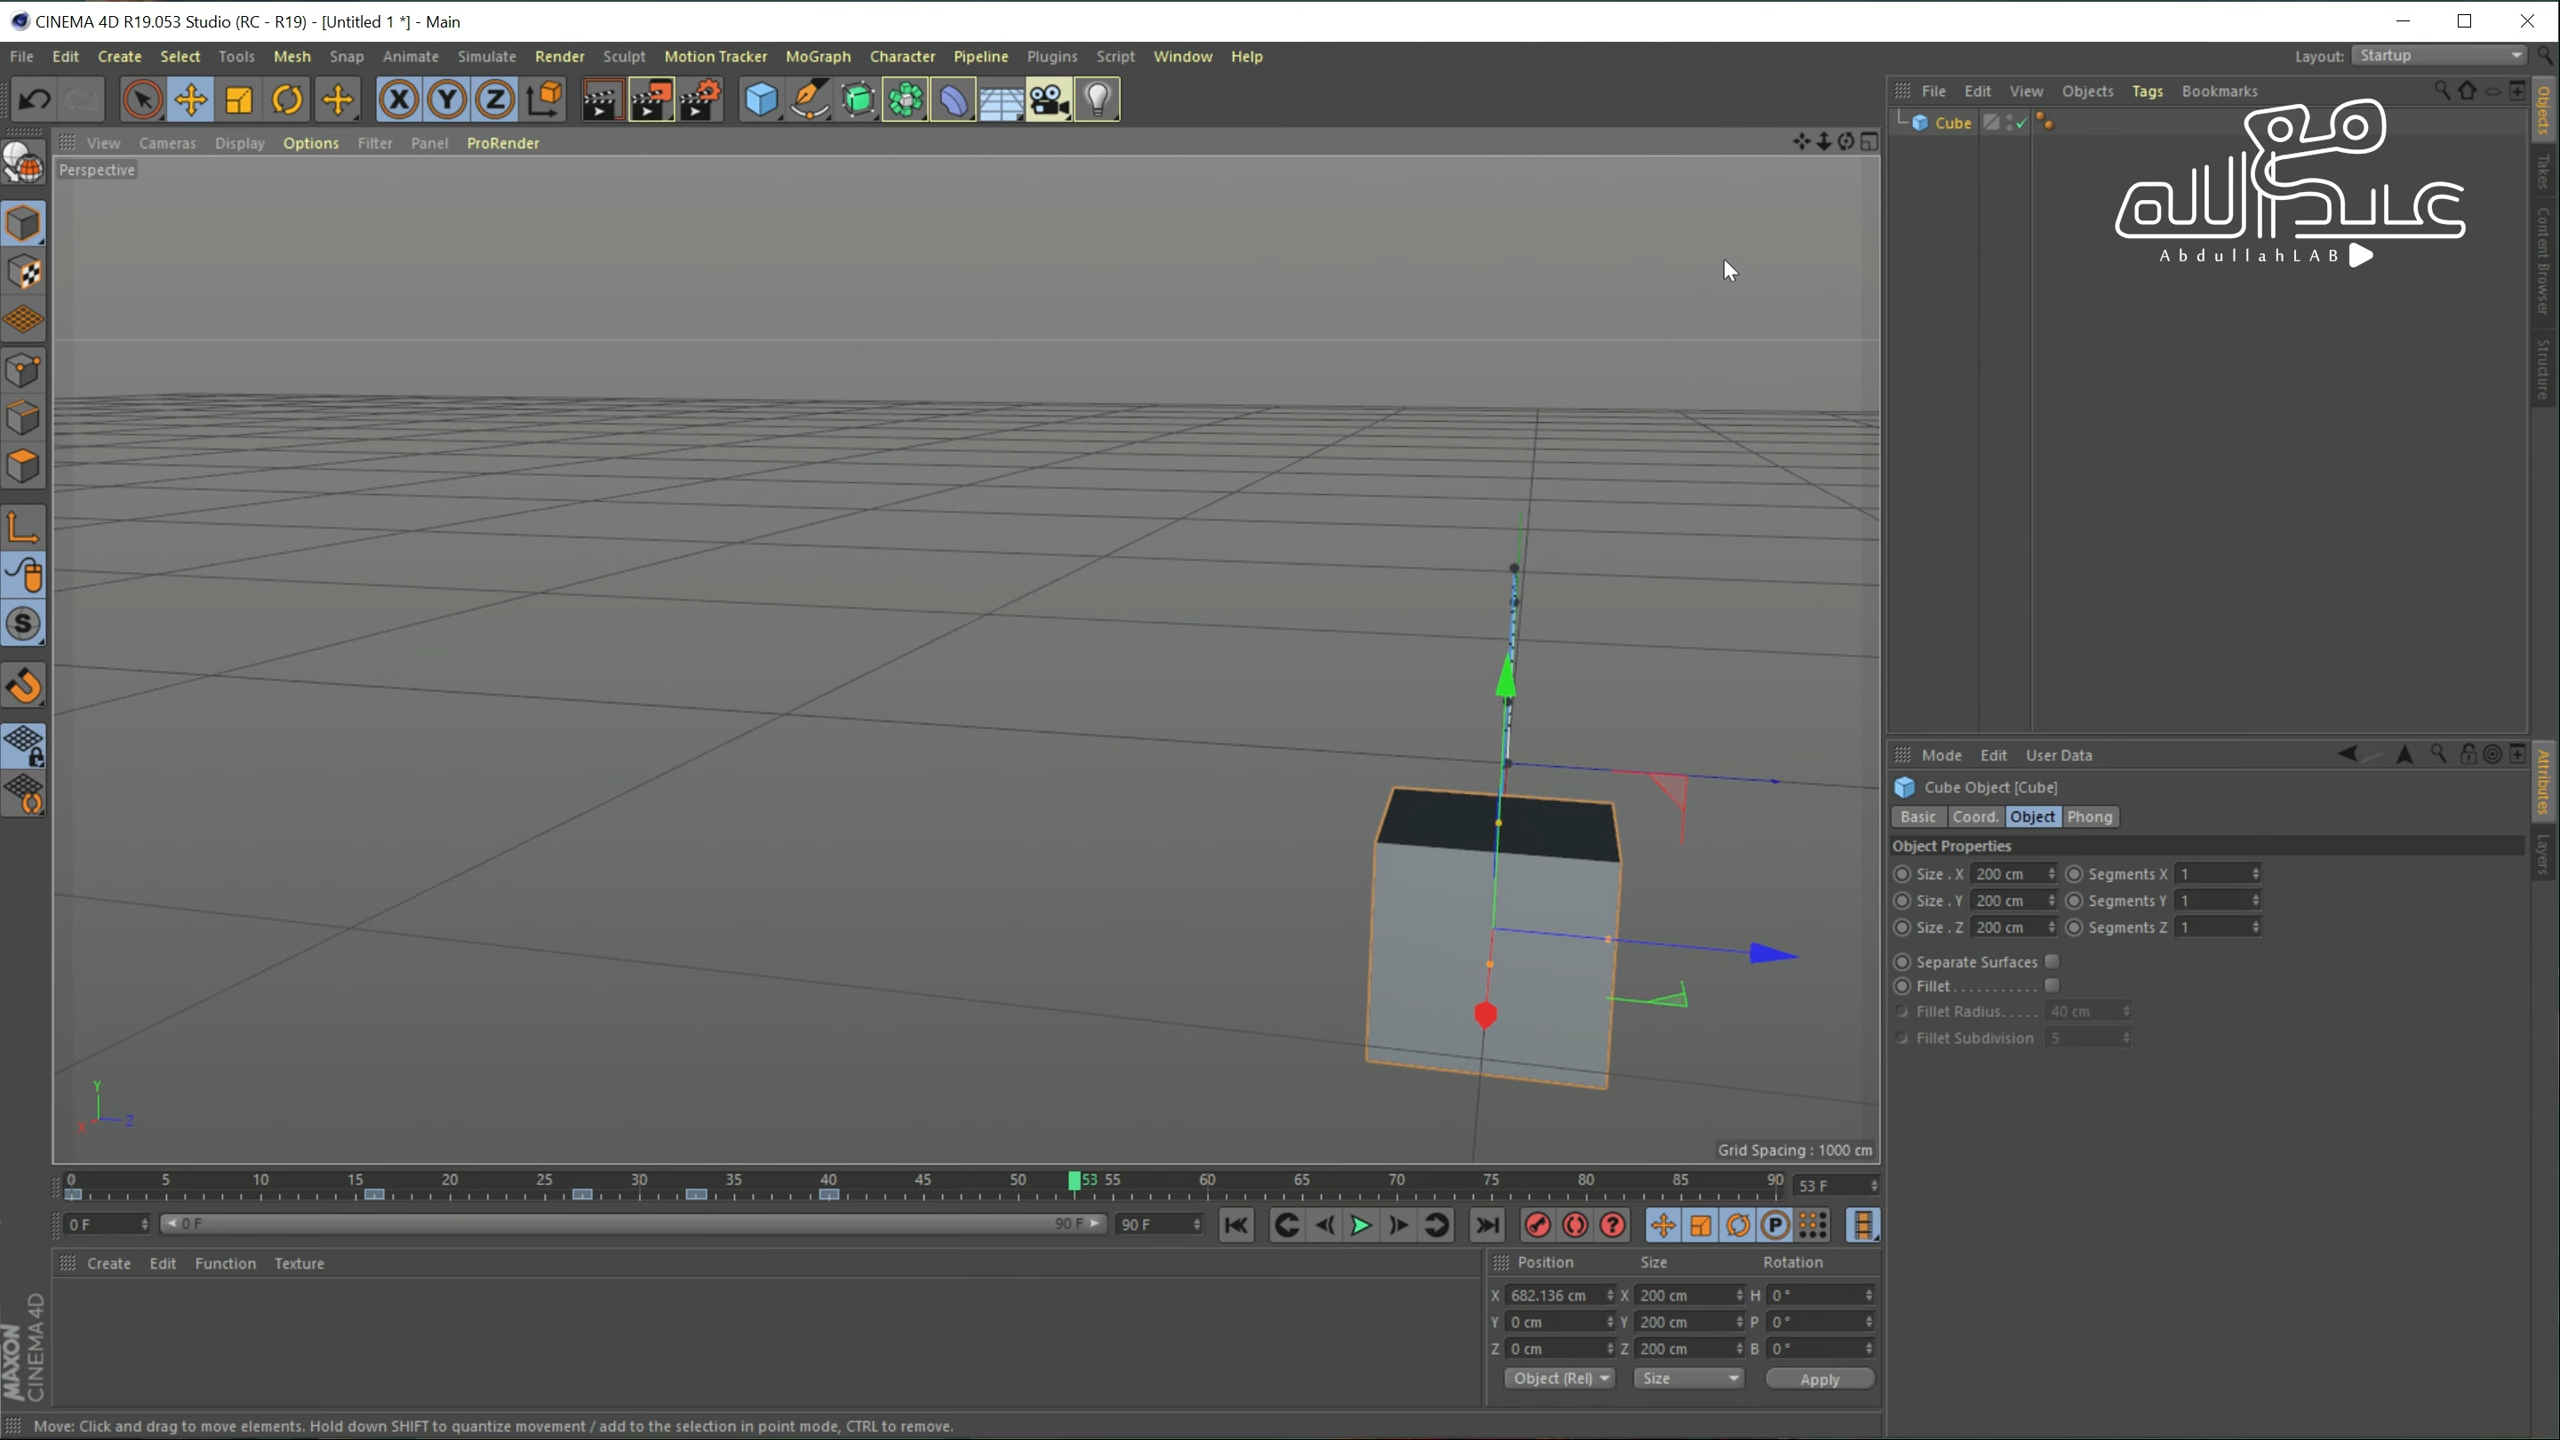 CINEMA 4D R19.053 Studio (RC - R19) - [Untitled 1 *] - Main
File Edit Create Select Tools Mesh Snap Animate Simulate Render Sculpt Motion Tracker MoGraph Character Pipeline Plugins Script Window Help Layout: Startup
X Y Z
File Edit View Objects Tags Bookmarks
Cube
Objects
Takes
Content Browser
Structure
مع
عبدالله
AbdullahLAB
View Cameras Display Options Filter Panel ProRender
Perspective
S
Y
X Z
Grid Spacing : 1000 cm
Mode Edit User Data
Cube Object [Cube]
Basic Coord. Object Phong
Object Properties
Size . X 200 cm Segments X 1
Size . Y 200 cm Segments Y 1
Size . Z 200 cm Segments Z 1
Separate Surfaces
Fillet...........
Fillet Radius..... 40 cm
Fillet Subdivision 5
Attributes
Layers
0 5 10 15 20 25 30 35 40 45 50 53 55 60 65 70 75 80 85 90 53 F
0 F 0 F 90 F 90 F ? P
Create Edit Function Texture
Position Size Rotation
X 682.136 cm X 200 cm H 0°
Y 0 cm Y 200 cm P 0°
Z 0 cm Z 200 cm B 0°
Object (Rel) Size Apply
MAXON
CINEMA 4D
Move: Click and drag to move elements. Hold down SHIFT to quantize movement / add to the selection in point mode, CTRL to remove.